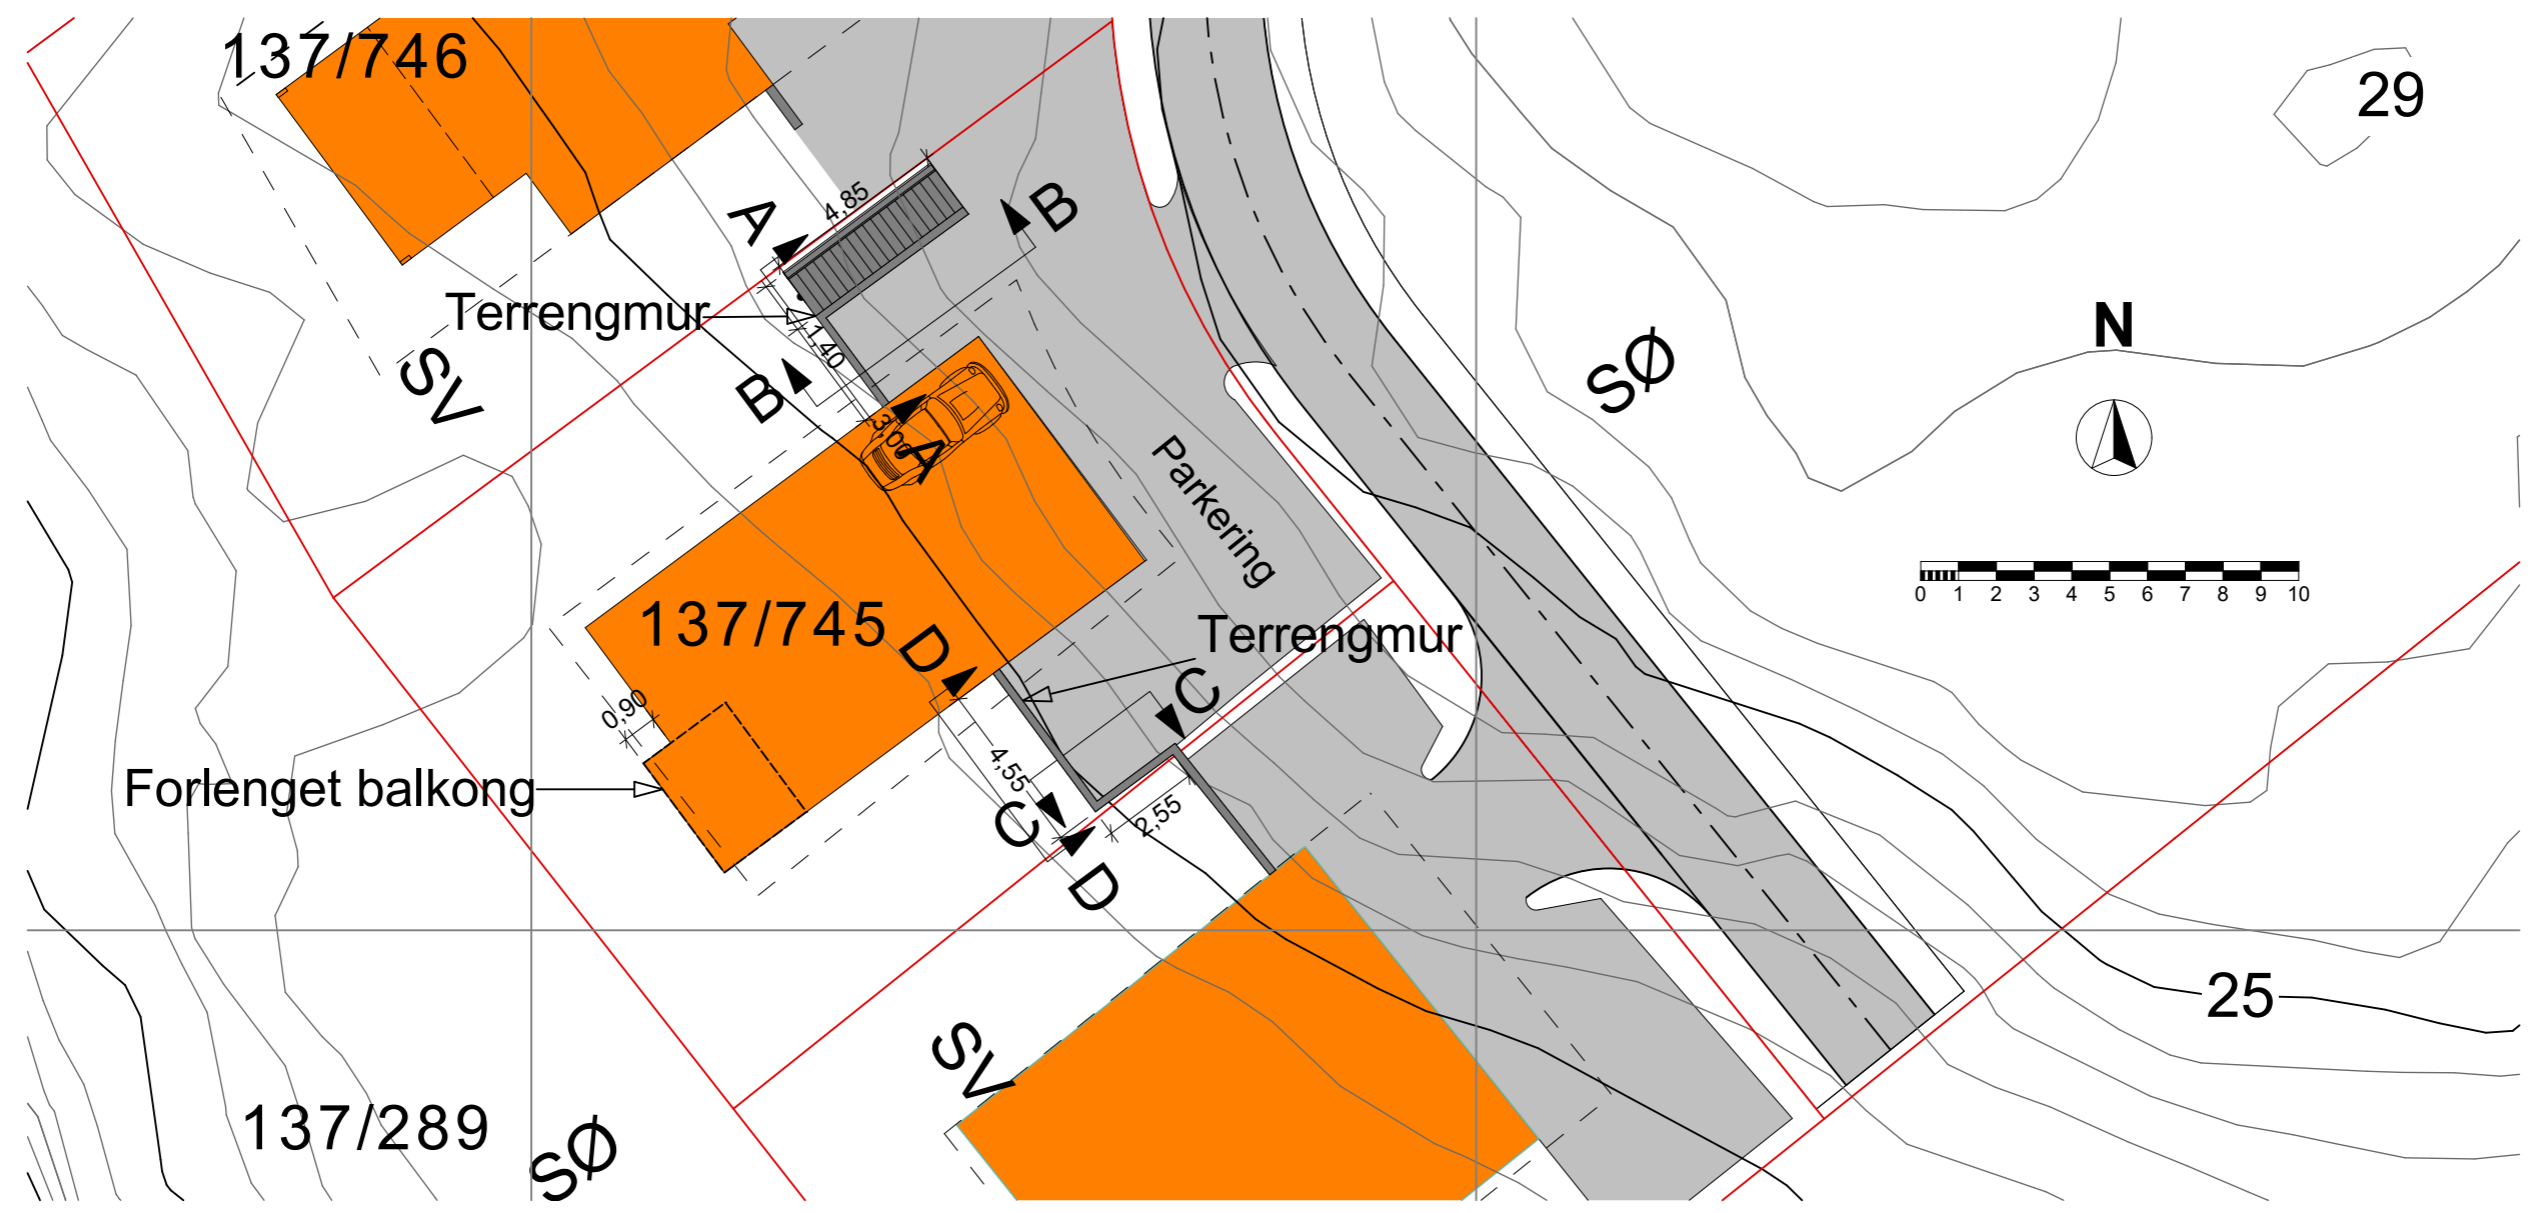 137/746
29
4,85
A
B
N
Terrengmur
1,40
SV
B
SØ
3,00
A
Parkering
0 1 2 3 4 5 6 7 8 9 10
137/745
D
Terrengmur
C
0,90
4,55
Forlenget balkong
C
2,55
D
25
SV
137/289
SØ